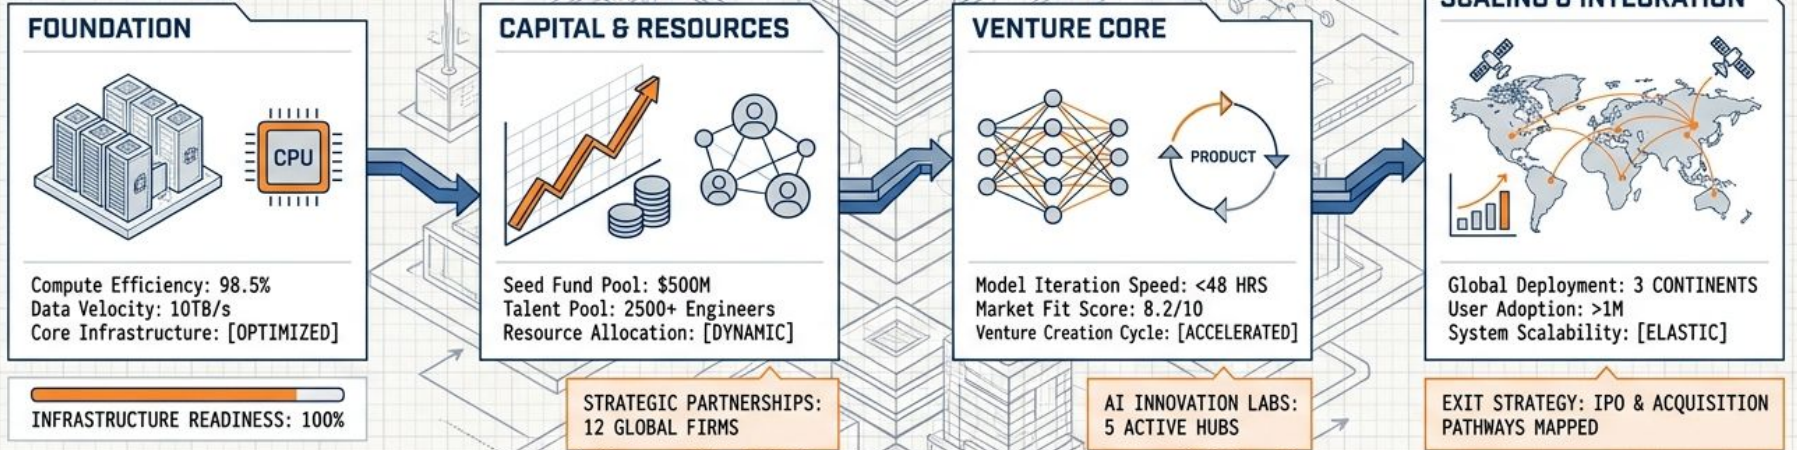 FOUNDATION
CPU
Compute Efficiency: 98.5%
Data Velocity: 10TB/s
Core Infrastructure: [OPTIMIZED]
INFRASTRUCTURE READINESS: 100%
CAPITAL & RESOURCES
Seed Fund Pool: $500M
Talent Pool: 2500+ Engineers
Resource Allocation: [DYNAMIC]
STRATEGIC PARTNERSHIPS:
12 GLOBAL FIRMS
VENTURE CORE
PRODUCT
Model Iteration Speed: <48 HRS
Market Fit Score: 8.2/10
Venture Creation Cycle: [ACCELERATED]
AI INNOVATION LABS:
5 ACTIVE HUBS
SCALING & INTEGRATION
Global Deployment: 3 CONTINENTS
User Adoption: >1M
System Scalability: [ELASTIC]
EXIT STRATEGY: IPO & ACQUISITION
PATHWAYS MAPPED